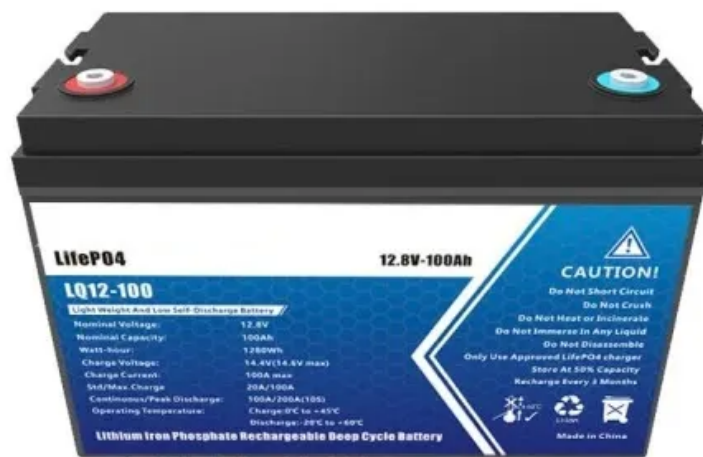 LifePO4
12.8V-100Ah
LQ12-100
Light Weight And Low Self-Discharge Battery
Nominal Voltage: 12.8V
Nominal Capacity: 100Ah
Watt-hour: 1280Wh
Charge Voltage: 14.4V(14.6V max)
Charge Current: 100A max
Std/Max.Charge 20A/100A
Continuous/Peak Discharge: 100A/200A(10S)
Operating Temperature: Charge:0℃ to +45℃
Discharge:-20℃ to +60℃
Lithium Iron Phosphate Rechargeable Deep Cycle Battery
CAUTION!
Do Not Short Circuit
Do Not Crush
Do Not Heat or Incinerate
Do Not Immerse In Any Liquid
Do Not Disassemble
Only Use Approved LifePO4 charger
Store At 50% Capacity
Recharge Every 3 Months
Li-ion
Made in China